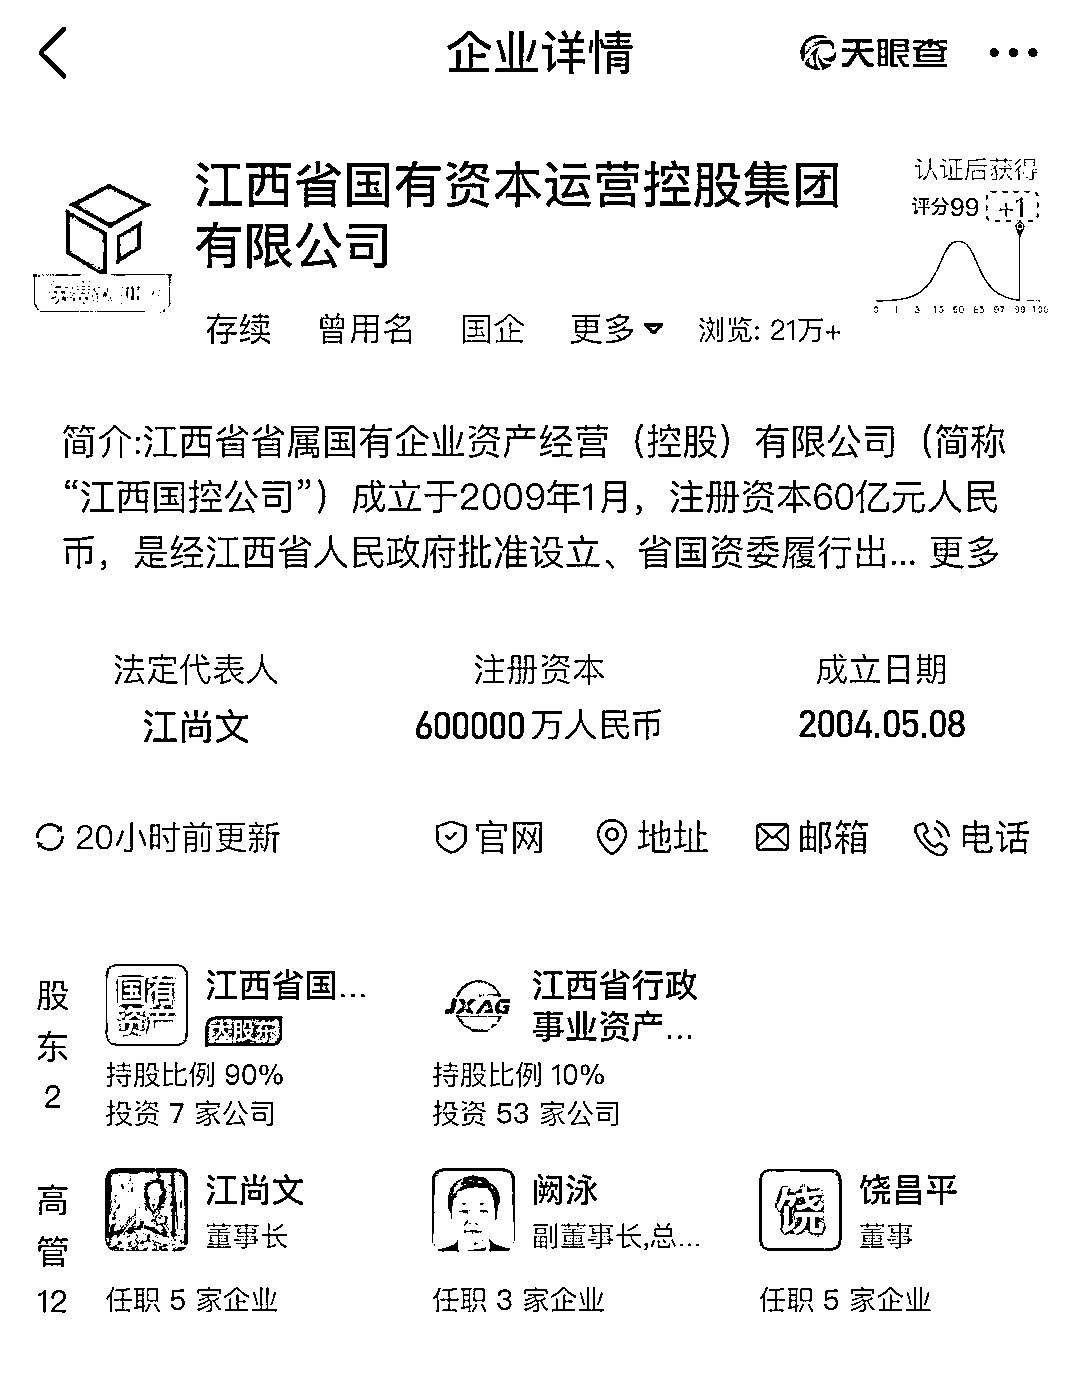 企业详情
天眼查
江西省国有资本运营控股集团
有限公司
认证后获得
评分99 +1
存续 曾用名 国企 更多 浏览: 21万+
简介:江西省省属国有企业资产经营（控股）有限公司（简称
“江西国控公司”）成立于2009年1月，注册资本60亿元人民
币，是经江西省人民政府批准设立、省国资委履行出... 更多
法定代表人 注册资本 成立日期
江尚文 600000万人民币 2004.05.08
20小时前更新 官网 地址 邮箱 电话
股东 2
国有资产
江西省国...
大股东
持股比例 90%
投资 7 家公司
JXAG
江西省行政
事业资产...
持股比例 10%
投资 53 家公司
高管 12
江尚文
董事长
任职 5 家企业
阙泳
副董事长,总...
任职 3 家企业
饶
饶昌平
董事
任职 5 家企业